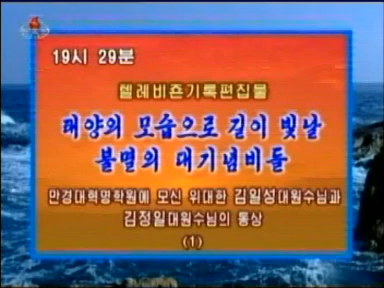 19시 29분
텔레비죤기록편집물
태양의 모습으로 길이 빛날
불멸의 대기념비들
만경대혁명학원에 모신 위대한 김일성대원수님과
김정일대원수님의 동상
(1)